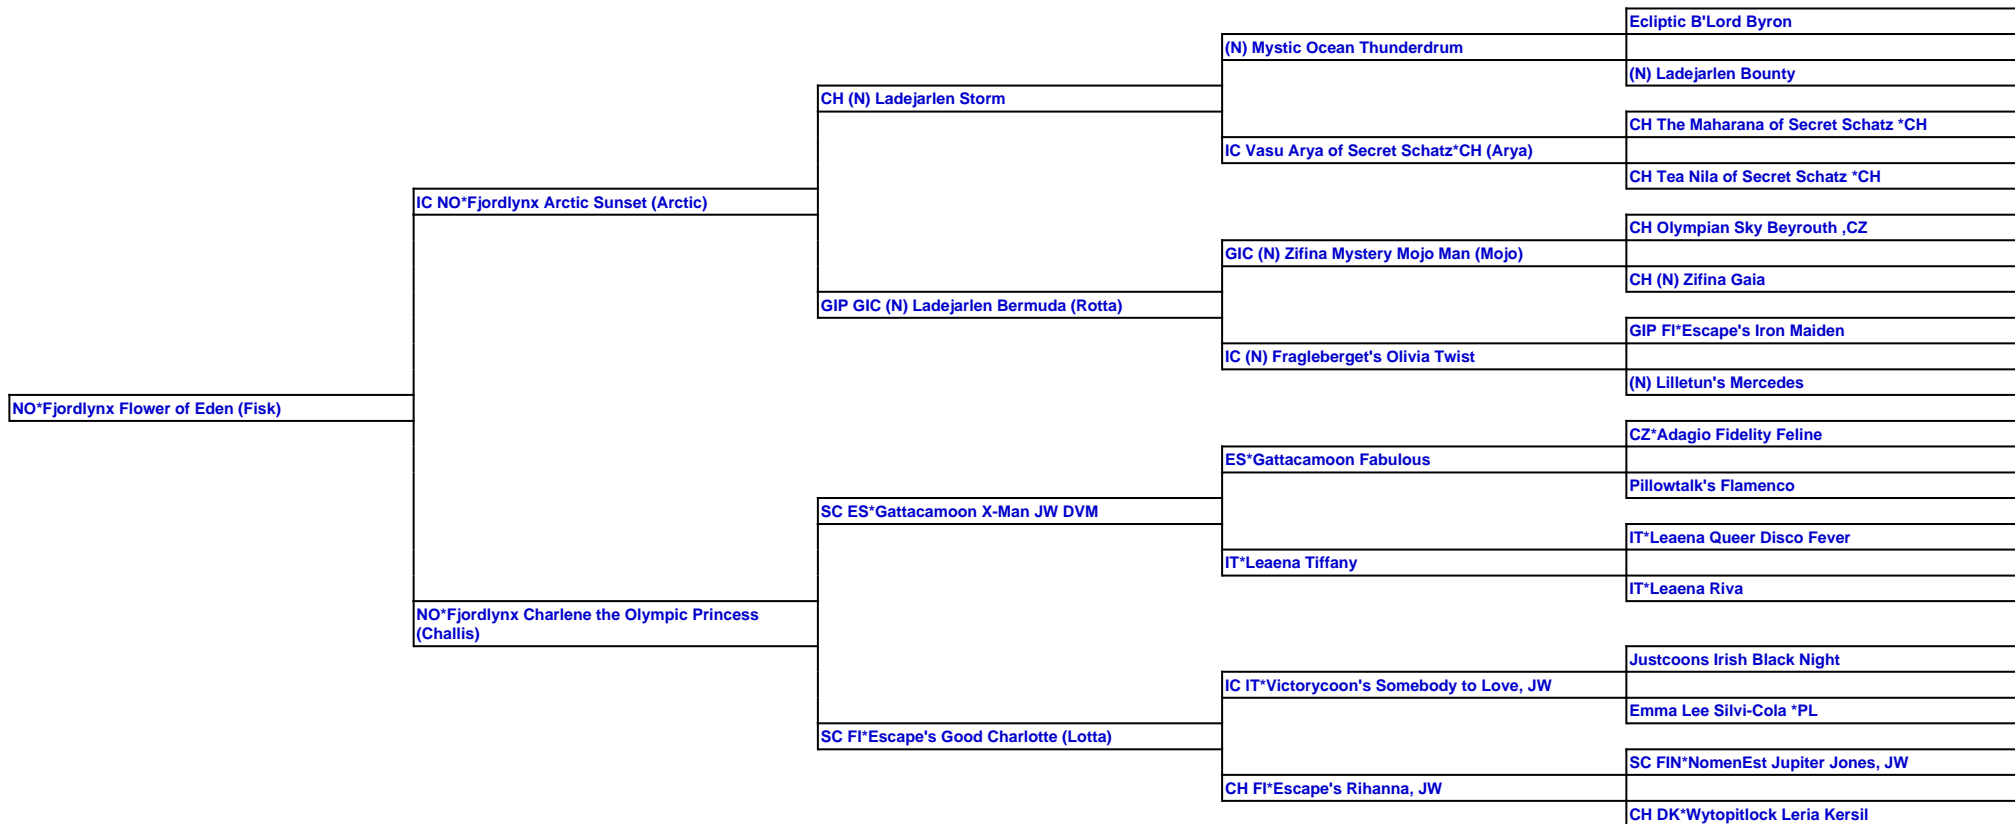 Ecliptic B'Lord Byron
(N) Mystic Ocean Thunderdrum
(N) Ladejarlen Bounty
CH (N) Ladejarlen Storm
CH The Maharana of Secret Schatz *CH
IC Vasu Arya of Secret Schatz*CH (Arya)
CH Tea Nila of Secret Schatz *CH
IC NO*Fjordlynx Arctic Sunset (Arctic)
CH Olympian Sky Beyrouth ,CZ
GIC (N) Zifina Mystery Mojo Man (Mojo)
CH (N) Zifina Gaia
GIP GIC (N) Ladejarlen Bermuda (Rotta)
GIP FI*Escape's Iron Maiden
IC (N) Fragleberget's Olivia Twist
(N) Lilletun's Mercedes
NO*Fjordlynx Flower of Eden (Fisk)
CZ*Adagio Fidelity Feline
ES*Gattacamoon Fabulous
Pillowtalk's Flamenco
SC ES*Gattacamoon X-Man JW DVM
IT*Leaena Queer Disco Fever
IT*Leaena Tiffany
IT*Leaena Riva
NO*Fjordlynx Charlene the Olympic Princess
(Challis)
Justcoons Irish Black Night
IC IT*Victorycoon's Somebody to Love, JW
Emma Lee Silvi-Cola *PL
SC FI*Escape's Good Charlotte (Lotta)
SC FIN*NomenEst Jupiter Jones, JW
CH FI*Escape's Rihanna, JW
CH DK*Wytopitlock Leria Kersil